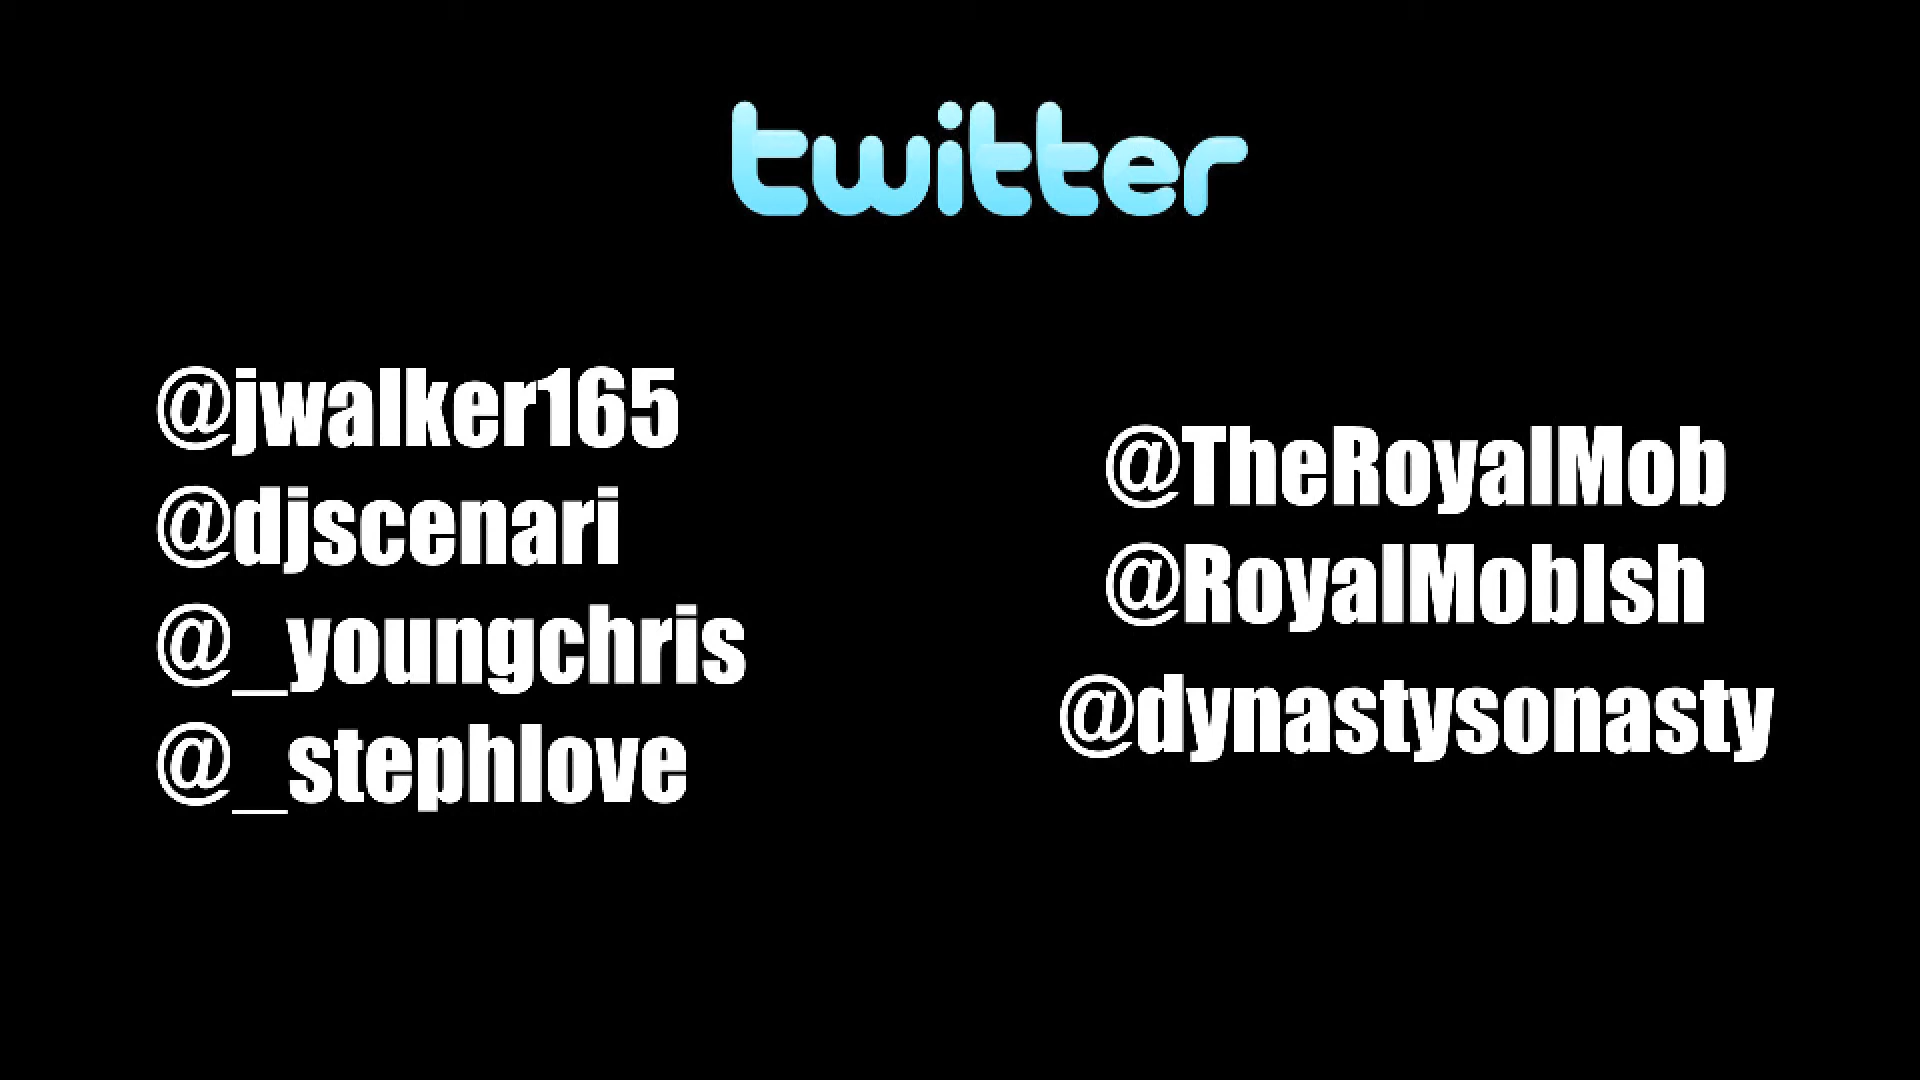 twitter
@jwalker165
@djscenari
@_youngchris
@_stephlove
@TheRoyalMob
@RoyalMobIsh
@dynastysonasty